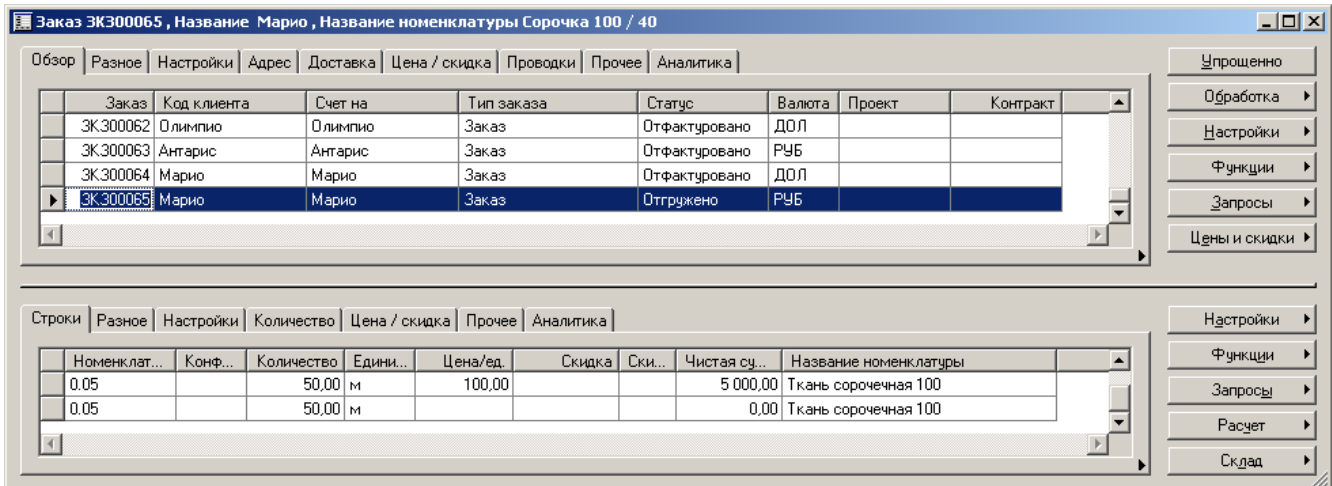 Заказ ЗКЗ00065 , Название Марио , Название номенклатуры Сорочка 100 / 40
Обзор Разное Настройки Адрес Доставка Цена / скидка Проводки Прочее Аналитика
Упрощенно
Заказ Код клиента Счет на Тип заказа Статус Валюта Проект Контракт
Обработка
ЗКЗ00062 Олимпио Олимпио Заказ Отфактуровано ДОЛ
Настройки
ЗКЗ00063 Антарис Антарис Заказ Отфактуровано РУБ
ЗКЗ00064 Марио Марио Заказ Отфактуровано ДОЛ
Функции
ЗКЗ00065 Марио Марио Заказ Отгружено РУБ
Запросы
Цены и скидки
Строки Разное Настройки Количество Цена / скидка Прочее Аналитика
Настройки
Номенклат... Конф... Количество Едини... Цена/ед. Скидка Ски... Чистая су... Название номенклатуры
Функции
0.05 50,00 м 100,00 5 000,00 Ткань сорочечная 100
Запросы
0.05 50,00 м 0,00 Ткань сорочечная 100
Расчет
Склад